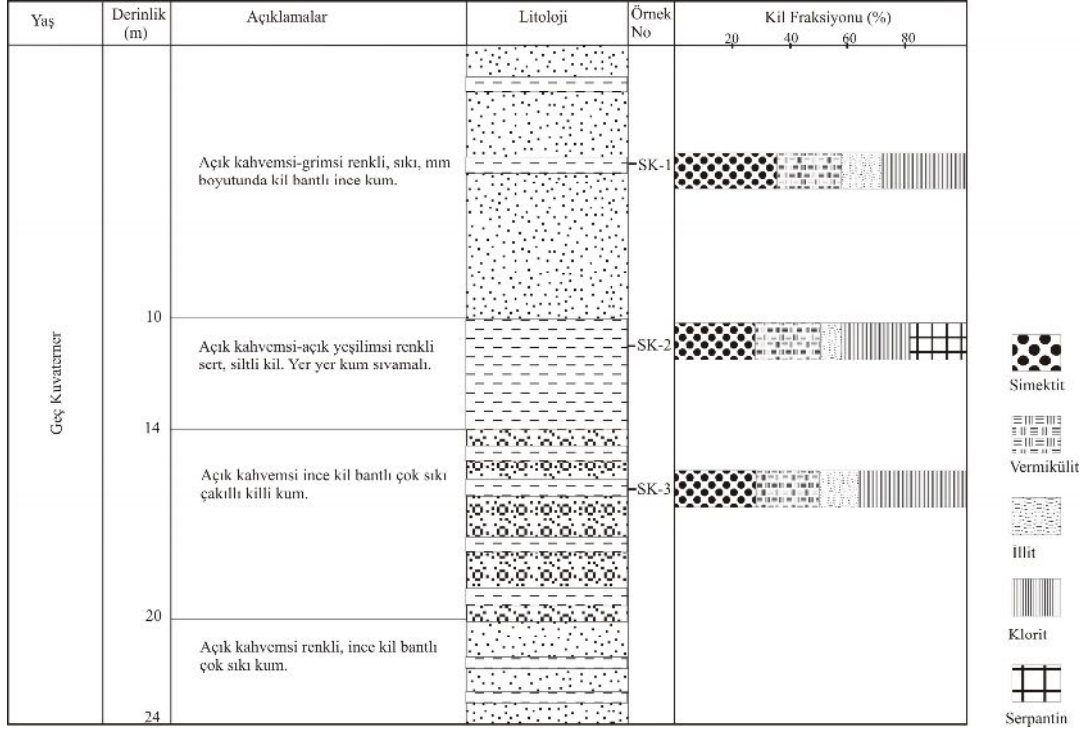 Yaş
Derinlik
(m)
Açıklamalar
Litoloji
Örnek
No
Kil Fraksiyonu (%)
20 40 60 80
Açık kahvemsi-grimsi renkli, sıkı, mm
boyutunda kil bantlı ince kum.
SK-1
10
Açık kahvemsi-açık yeşilimsi renkli
sert, siltli kil. Yer yer kum sıvamalı.
SK-2
Geç Kuvaterner
14
Açık kahvemsi ince kil bantlı çok sıkı
çakıllı killi kum.
SK-3
20
Açık kahvemsi renkli, ince kil bantlı
çok sıkı kum.
24
Simektit
Vermikülit
İllit
Klorit
Serpantin